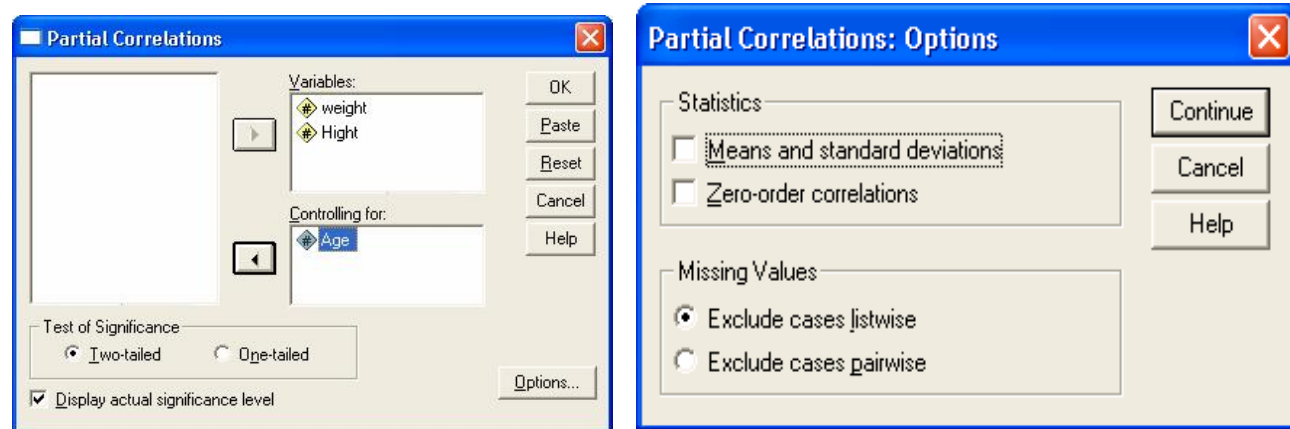 Partial Correlations
Variables:
weight
Hight
OK
Paste
Reset
Cancel
Help
Controlling for:
Age
Test of Significance
Two-tailed One-tailed
Display actual significance level
Options...
Partial Correlations: Options
Statistics
Means and standard deviations
Zero-order correlations
Continue
Cancel
Help
Missing Values
Exclude cases listwise
Exclude cases pairwise